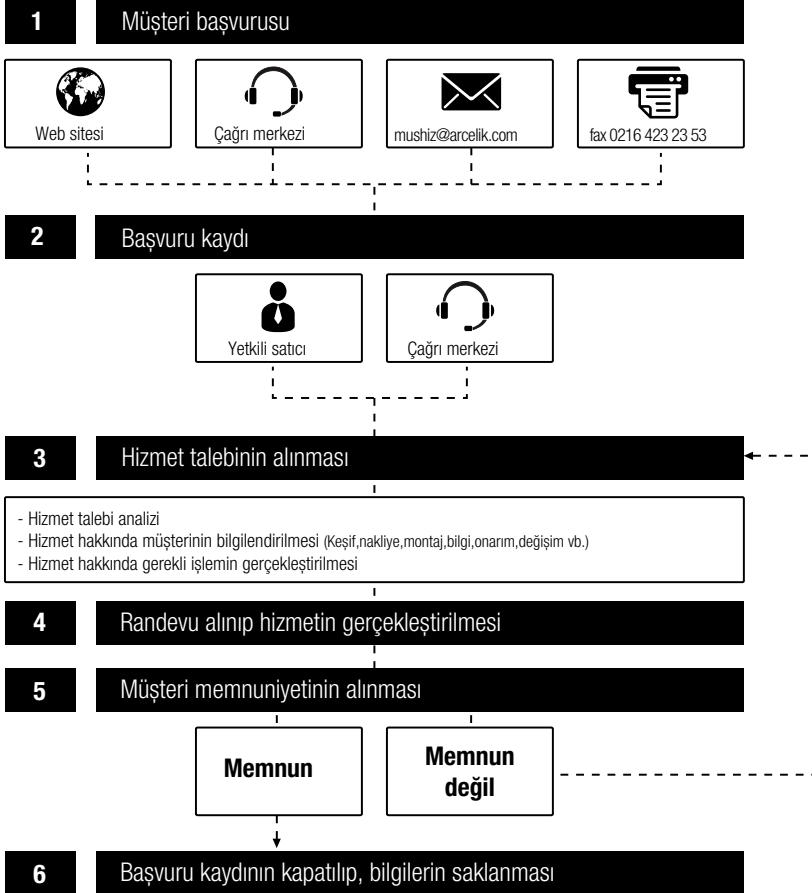 1 Müşteri başvurusu
Web sitesi
Çağrı merkezi
mushiz@arcelik.com
fax 0216 423 23 53
2 Başvuru kaydı
Yetkili satıcı
Çağrı merkezi
3 Hizmet talebinin alınması
- Hizmet talebi analizi
- Hizmet hakkında müşterinin bilgilendirilmesi (Keşif,nakliye,montaj,bilgi,onarım,değişim vb.)
- Hizmet hakkında gerekli işlemin gerçekleştirilmesi
4 Randevu alınıp hizmetin gerçekleştirilmesi
5 Müşteri memnuniyetinin alınması
Memnun
Memnun
değil
6 Başvuru kaydının kapatılıp, bilgilerin saklanması